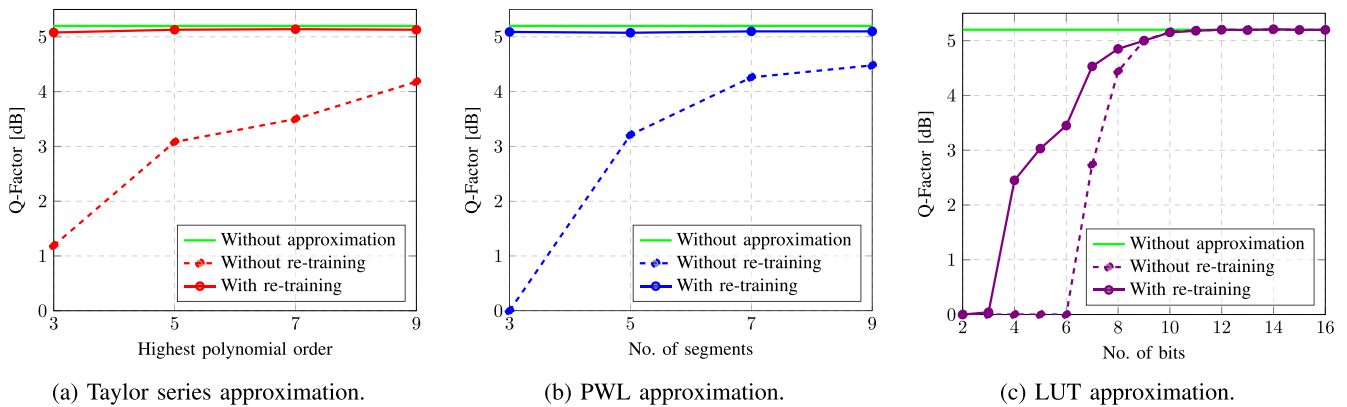 5
4
3
2
1
0
Q-Factor [dB]
3 5 7 9
Highest polynomial order
Without approximation
Without re-training
With re-training
(a) Taylor series approximation.
5
4
3
2
1
0
Q-Factor [dB]
3 5 7 9
No. of segments
Without approximation
Without re-training
With re-training
(b) PWL approximation.
5
4
3
2
1
0
Q-Factor [dB]
2 4 6 8 10 12 14 16
No. of bits
Without approximation
Without re-training
With re-training
(c) LUT approximation.